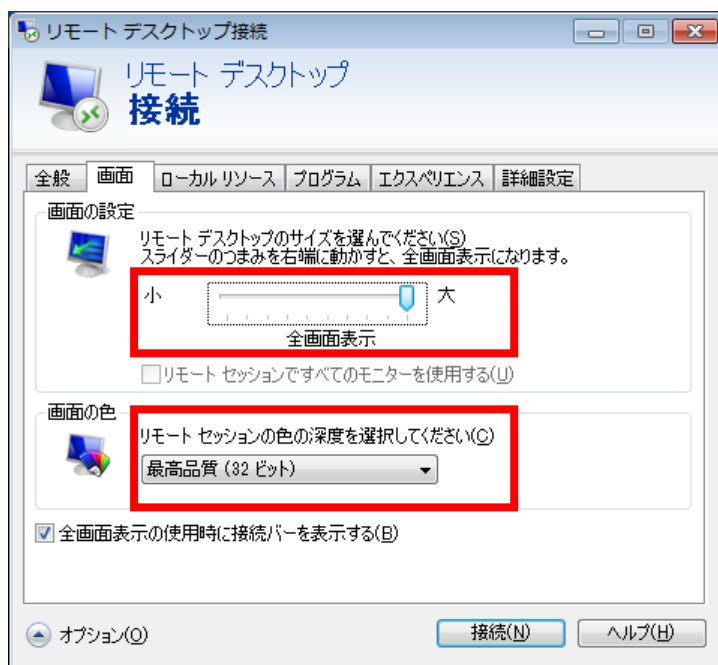 リモート デスクトップ接続
リモート デスクトップ
接続
全般 画面 ローカル リソース プログラム エクスペリエンス 詳細設定
画面の設定
リモート デスクトップのサイズを選んでください(S)
スライダーのつまみを右端に動かすと、全画面表示になります。
小 大
全画面表示
リモート セッションですべてのモニターを使用する(U)
画面の色
リモート セッションの色の深度を選択してください(C)
最高品質 (32 ビット)
全画面表示の使用時に接続バーを表示する(B)
オプション(O) 接続(N) ヘルプ(H)